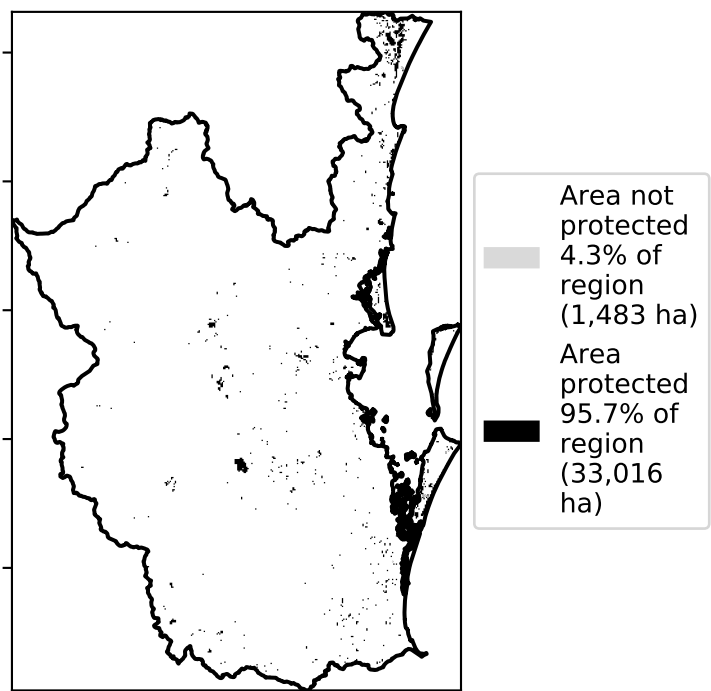 Area not
protected
4.3% of
region
(1,483 ha)
Area
protected
95.7% of
region
(33,016
ha)